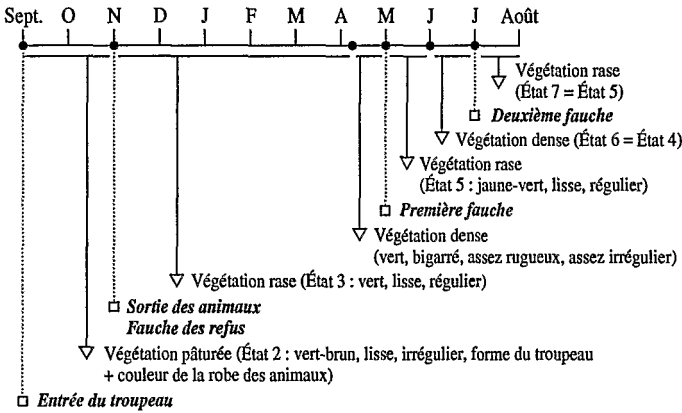 Sept. O N D J F M A M J J Août
Végétation rase
(État 7 = État 5)
Deuxième fauche
Végétation dense (État 6 = État 4)
Végétation rase
(État 5 : jaune-vert, lisse, régulier)
Première fauche
Végétation dense
(vert, bigarré, assez rugueux, assez irrégulier)
Végétation rase (État 3 : vert, lisse, régulier)
Sortie des animaux
Fauche des refus
Végétation pâturée (État 2 : vert-brun, lisse, irrégulier, forme du troupeau
+ couleur de la robe des animaux)
Entrée du troupeau